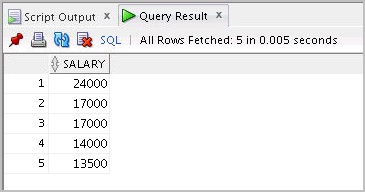 Script Output x Query Result x
SQL | All Rows Fetched: 5 in 0.005 seconds
SALARY
1 24000
2 17000
3 17000
4 14000
5 13500